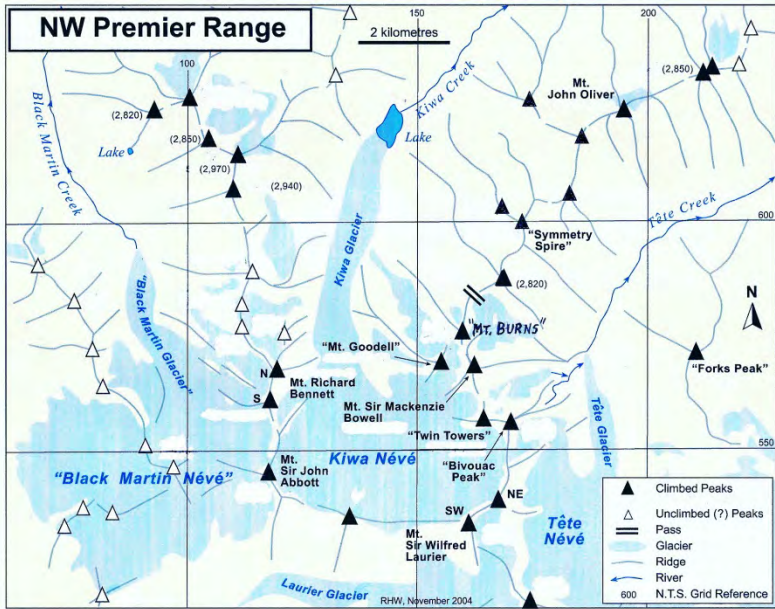 NW Premier Range
2 kilometres
150
200
100
(2,820)
(2,850)
(2,970)
(2,940)
Lake
Black Martin Creek
Kiwa Creek
Lake
Mt.
John Oliver
(2,850)
Tête Creek
600
"Symmetry
Spire"
(2,820)
Kiwa Glacier
"Black Martin Glacier"
"MT. BURNS"
"Mt. Goodell"
N
"Forks Peak"
N
S
Mt. Richard
Bennett
Mt. Sir Mackenzie
Bowell
Tête Glacier
"Twin Towers"
"Bivouac
Peak"
Kiwa Névé
550
"Black Martin Névé"
Mt.
Sir John
Abbott
NE
SW
Mt.
Sir Wilfred
Laurier
Tête
Névé
Laurier Glacier
RHW, November 2004
Climbed Peaks
Unclimbed (?) Peaks
Pass
Glacier
Ridge
River
600 N.T.S. Grid Reference